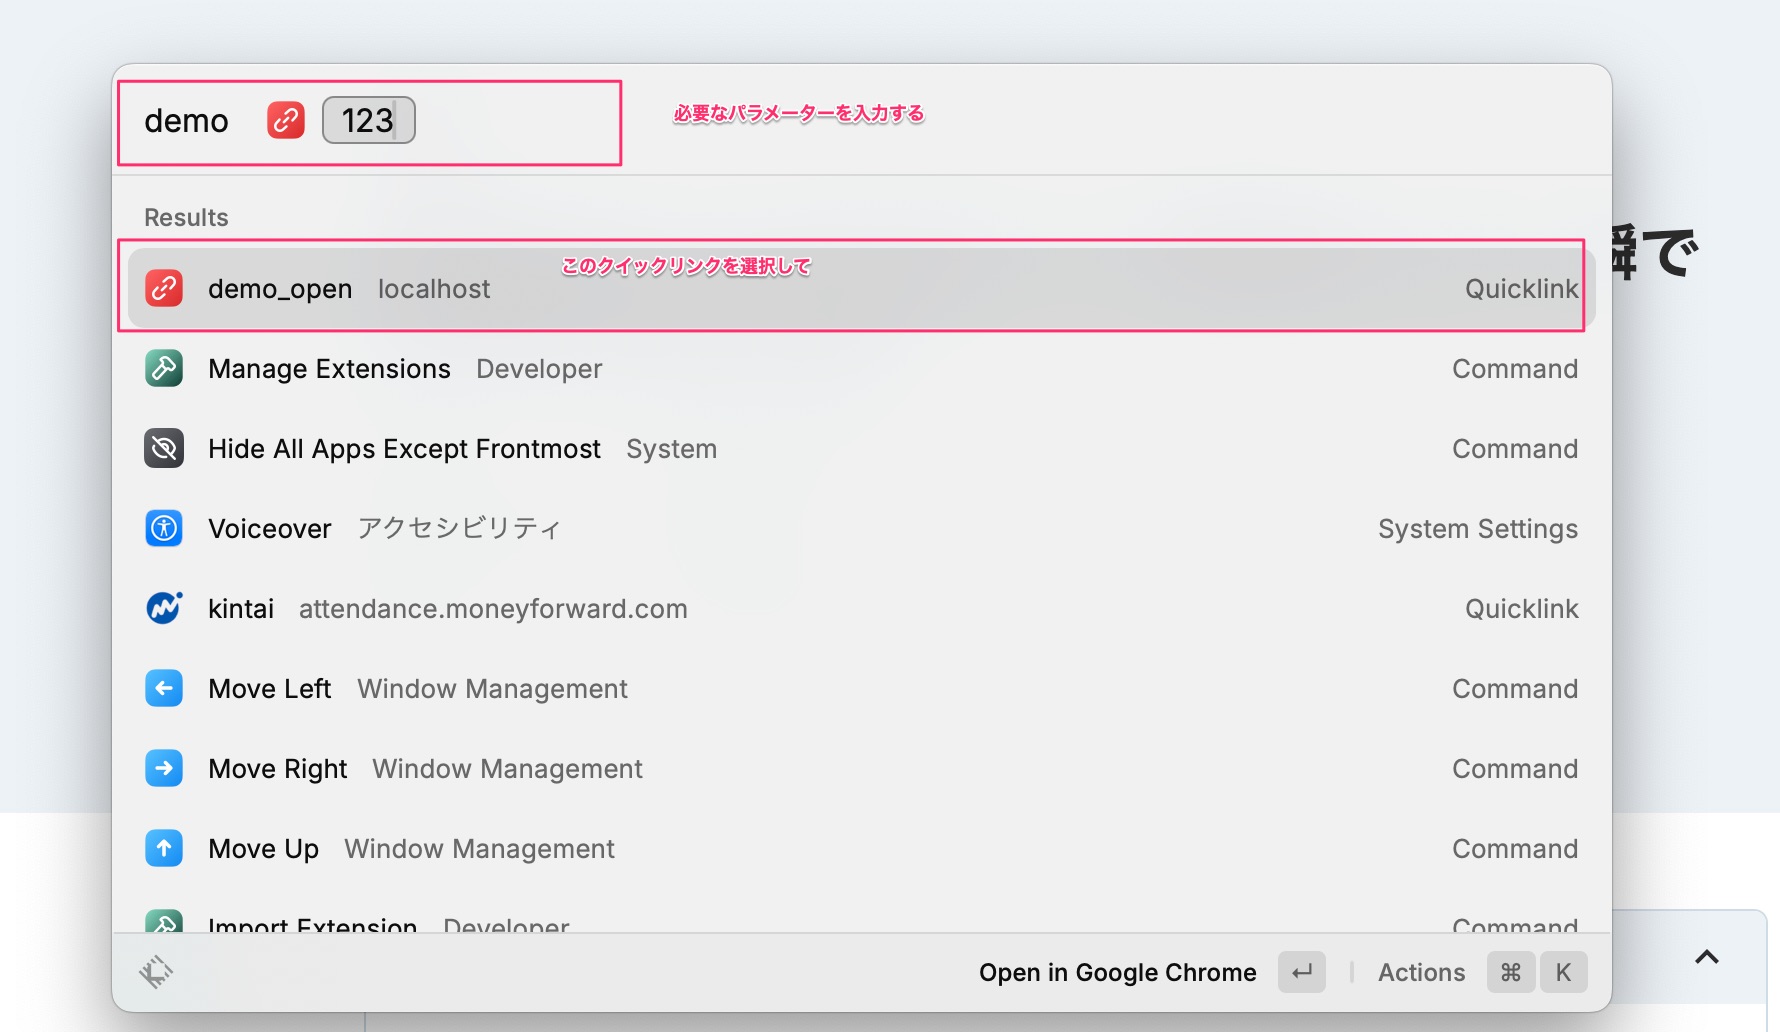 demo 123
必要なパラメーターを入力する
Results
このクイックリンクを選択して
demo_open localhost Quicklink
Manage Extensions Developer Command
Hide All Apps Except Frontmost System Command
Voiceover アクセシビリティ System Settings
kintai attendance.moneyforward.com Quicklink
Move Left Window Management Command
Move Right Window Management Command
Move Up Window Management Command
Import Extension Developer Command
Open in Google Chrome ↵ | Actions ⌘ K
瞬で